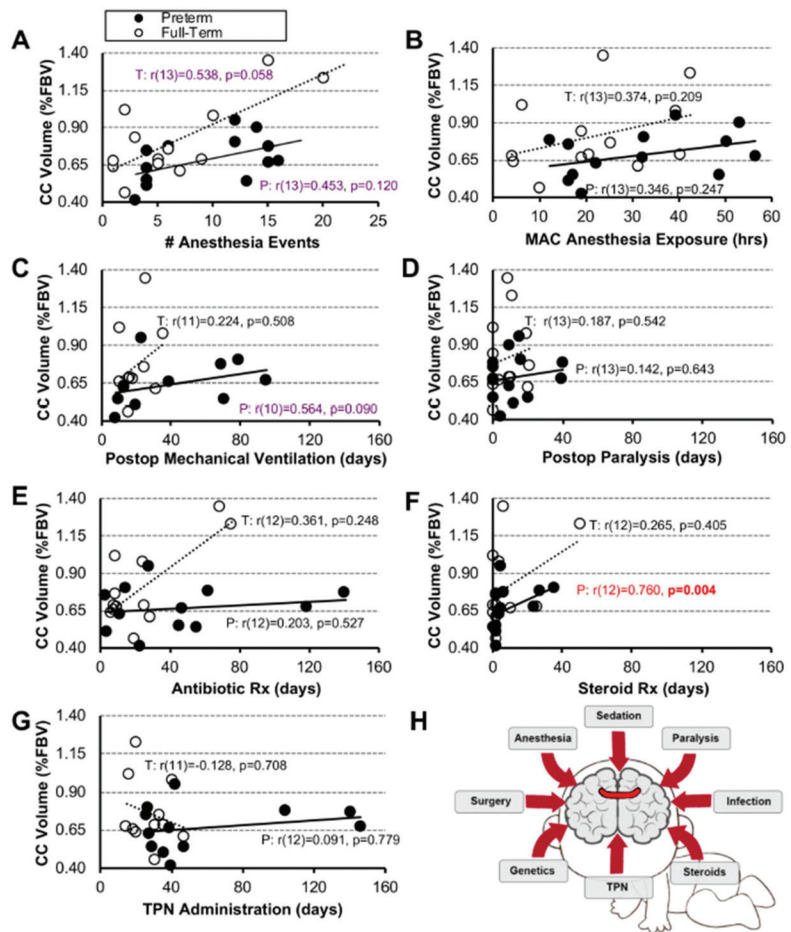 Preterm
Full-Term
A
CC Volume (%FBV)
1.40
1.15
0.90
0.65
0.40
T: r(13)=0.538, p=0.058
P: r(13)=0.453, p=0.120
0 5 10 15 20 25
# Anesthesia Events
B
CC Volume (%FBV)
1.40
1.15
0.90
0.65
0.40
T: r(13)=0.374, p=0.209
P: r(13)=0.346, p=0.247
0 10 20 30 40 50 60
MAC Anesthesia Exposure (hrs)
C
CC Volume (%FBV)
1.40
1.15
0.90
0.65
0.40
T: r(11)=0.224, p=0.508
P: r(10)=0.564, p=0.090
0 40 80 120 160
Postop Mechanical Ventilation (days)
D
CC Volume (%FBV)
1.40
1.15
0.90
0.65
0.40
T: r(13)=0.187, p=0.542
P: r(13)=0.142, p=0.643
0 40 80 120 160
Postop Paralysis (days)
E
CC Volume (%FBV)
1.40
1.15
0.90
0.65
0.40
T: r(12)=0.361, p=0.248
P: r(12)=0.203, p=0.527
0 40 80 120 160
Antibiotic Rx (days)
F
CC Volume (%FBV)
1.40
1.15
0.90
0.65
0.40
T: r(12)=0.265, p=0.405
P: r(12)=0.760, p=0.004
0 40 80 120 160
Steroid Rx (days)
G
CC Volume (%FBV)
1.40
1.15
0.90
0.65
0.40
T: r(11)=-0.128, p=0.708
P: r(12)=0.091, p=0.779
0 40 80 120 160
TPN Administration (days)
H
Sedation
Anesthesia
Paralysis
Surgery
Infection
Genetics
Steroids
TPN